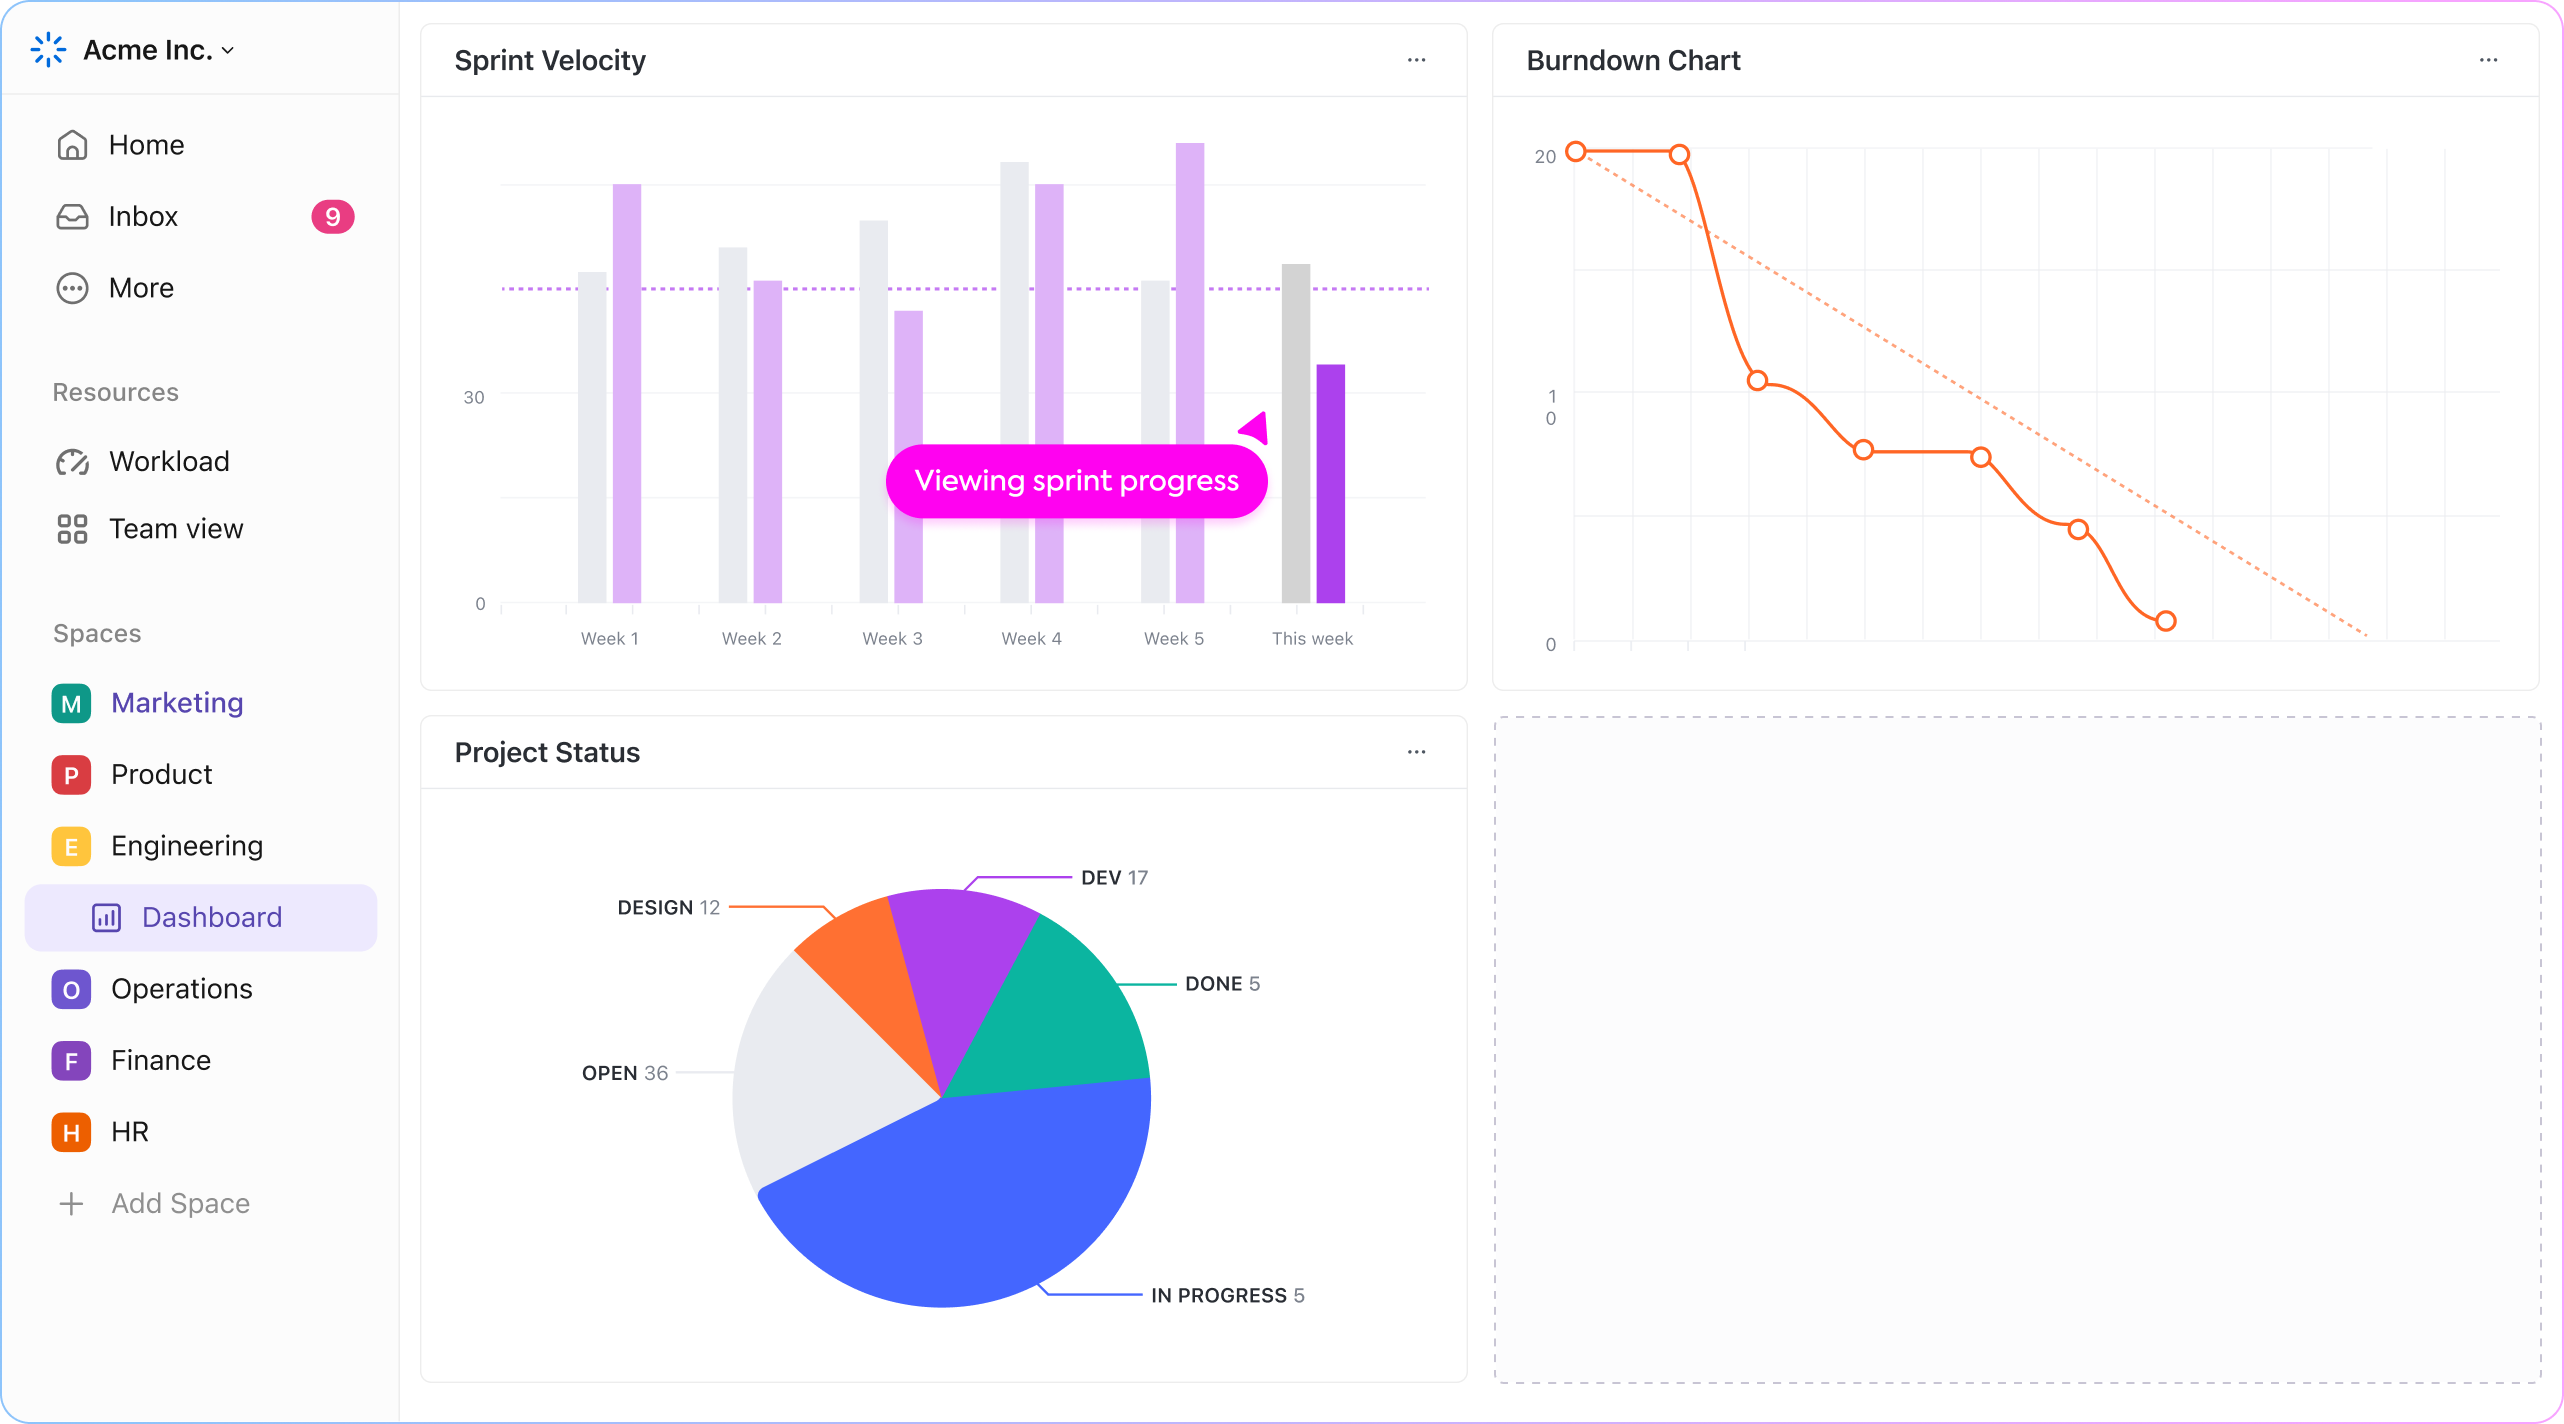 Acme Inc.
Home
Inbox 9
More
Resources
Workload
Team view
Spaces
M Marketing
P Product
E Engineering
Dashboard
O Operations
F Finance
H HR
Add Space
Sprint Velocity
30
0
Viewing sprint progress
Week 1 Week 2 Week 3 Week 4 Week 5 This week
Burndown Chart
20
1
0
0
Project Status
DEV 17
DESIGN 12
DONE 5
OPEN 36
IN PROGRESS 5